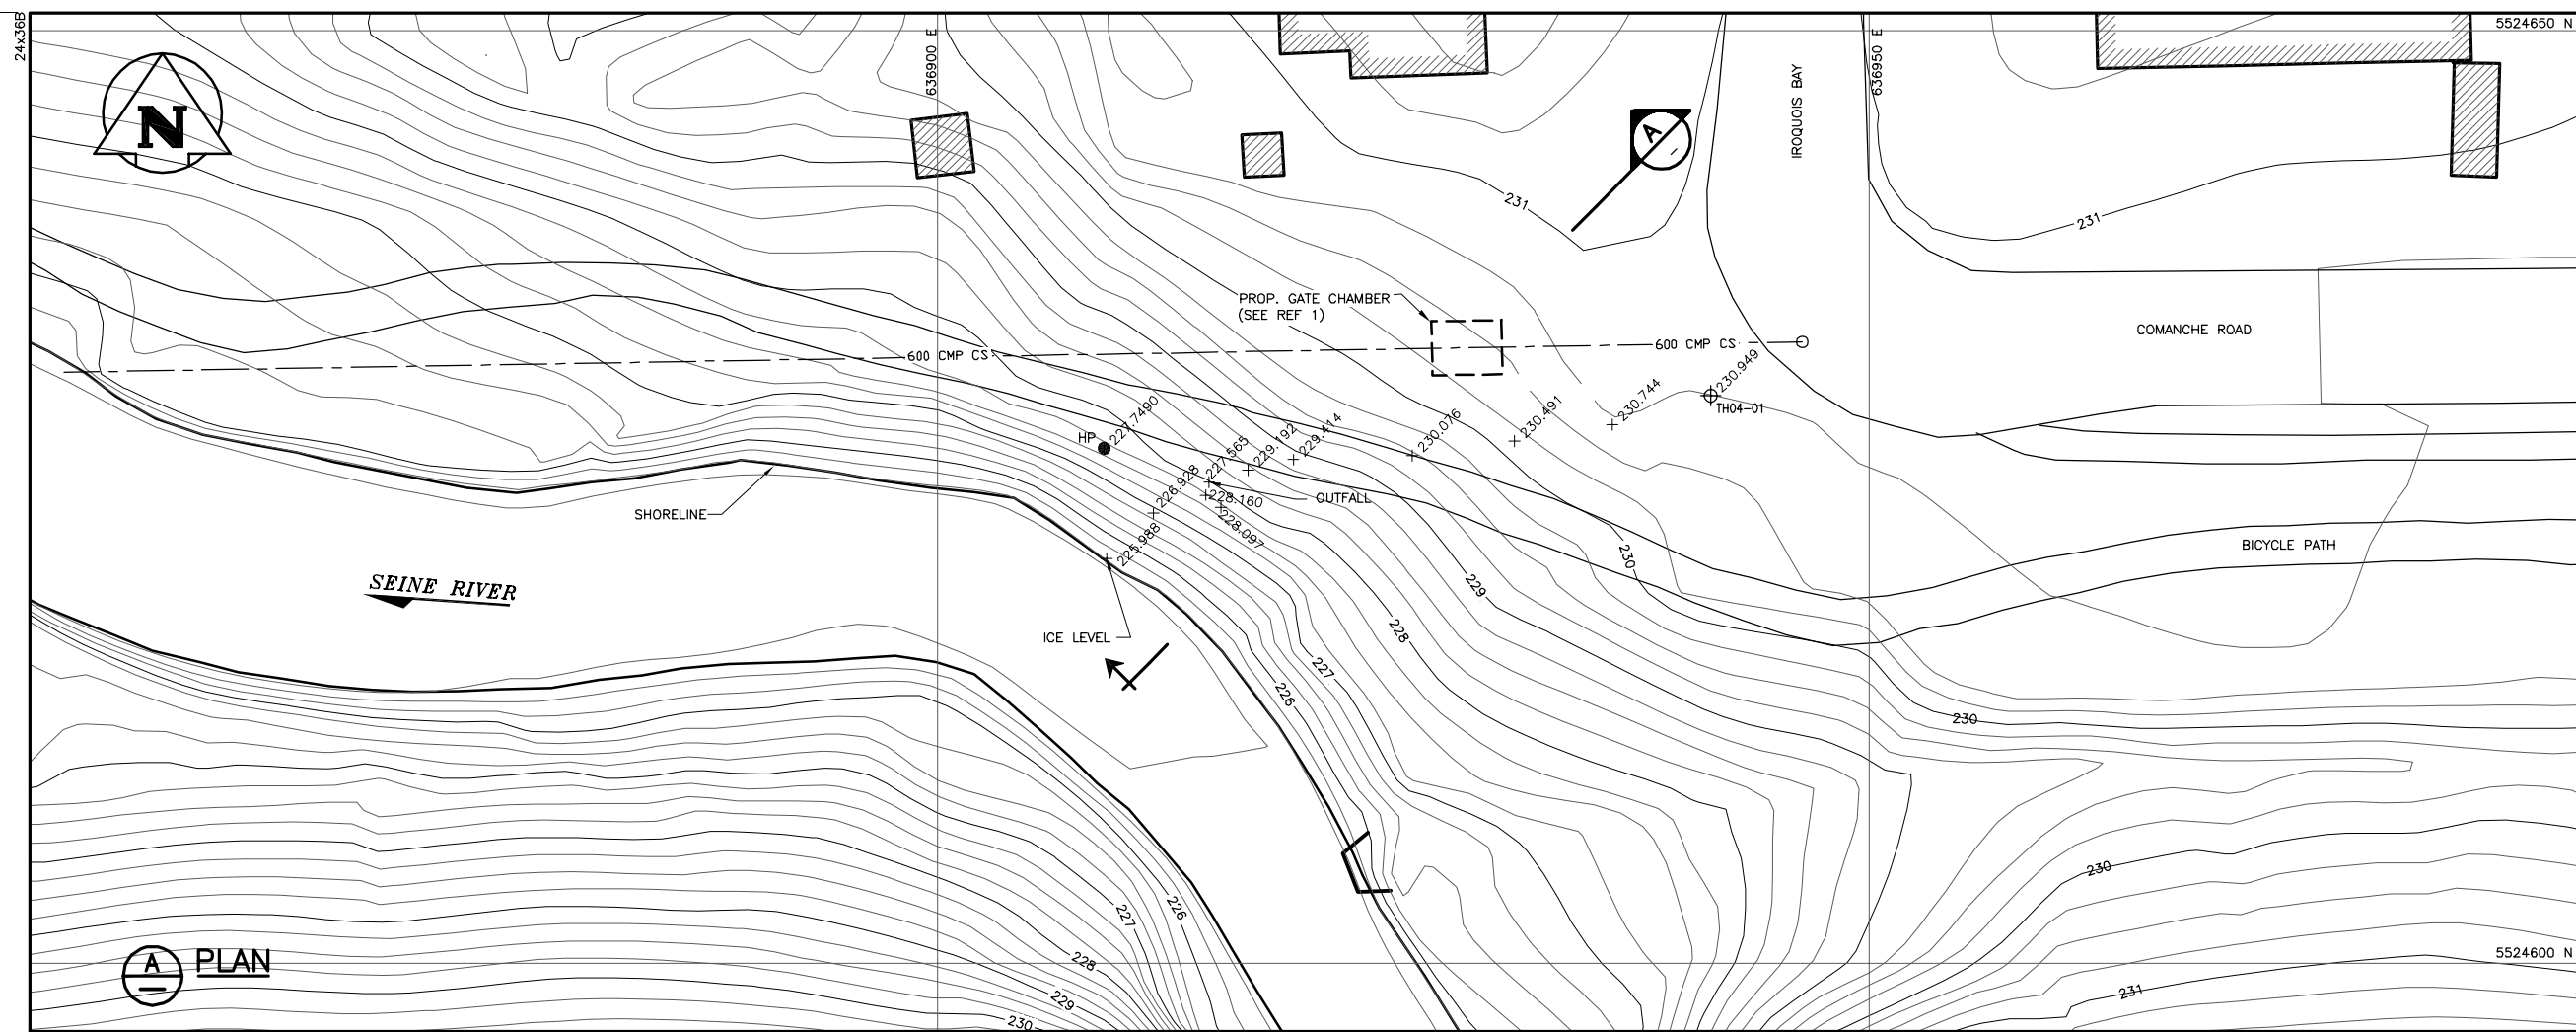 24x36B
5524650 N
636900 E
636950 E
IROQUOIS BAY
N
A
-
231
231
PROP. GATE CHAMBER
(SEE REF 1)
COMANCHE ROAD
600 CMP CS
600 CMP CS
230.949
TH04-01
230.744
230.491
230.076
229.414
229.192
227.565
HP
227.7490
226.928
228.160
OUTFALL
228.097
225.988
SHORELINE
230
BICYCLE PATH
229
SEINE RIVER
228
ICE LEVEL
227
226
230
230
227
226
A
PLAN
228
229
230
5524600 N
231